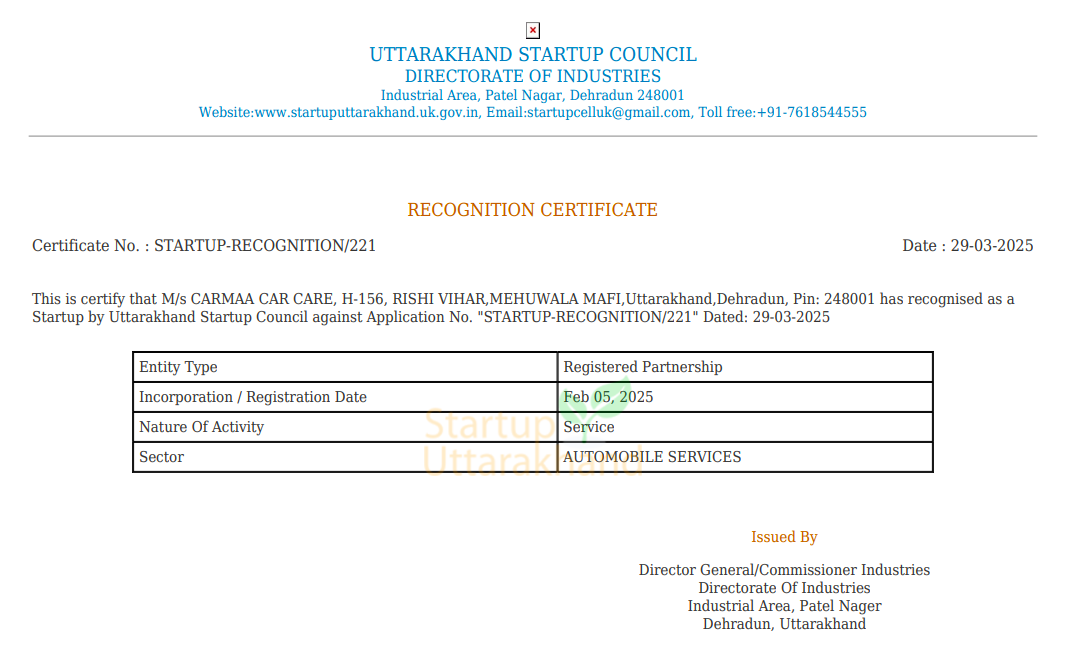 UTTARAKHAND STARTUP COUNCIL
DIRECTORATE OF INDUSTRIES
Industrial Area, Patel Nagar, Dehradun 248001
Website:www.startuputtarakhand.uk.gov.in, Email:startupcelluk@gmail.com, Toll free:+91-7618544555
RECOGNITION CERTIFICATE
Certificate No. : STARTUP-RECOGNITION/221 Date : 29-03-2025
This is certify that M/s CARMAA CAR CARE, H-156, RISHI VIHAR,MEHUWALA MAFI,Uttarakhand,Dehradun, Pin: 248001 has recognised as a
Startup by Uttarakhand Startup Council against Application No. "STARTUP-RECOGNITION/221" Dated: 29-03-2025
Entity Type Registered Partnership
Incorporation / Registration Date Feb 05, 2025
Nature Of Activity Service
Sector AUTOMOBILE SERVICES
Startup
Uttarakhand
Issued By
Director General/Commissioner Industries
Directorate Of Industries
Industrial Area, Patel Nager
Dehradun, Uttarakhand